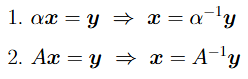 1. αx = y ⇒ x = α⁻¹y
2. Ax = y ⇒ x = A⁻¹y